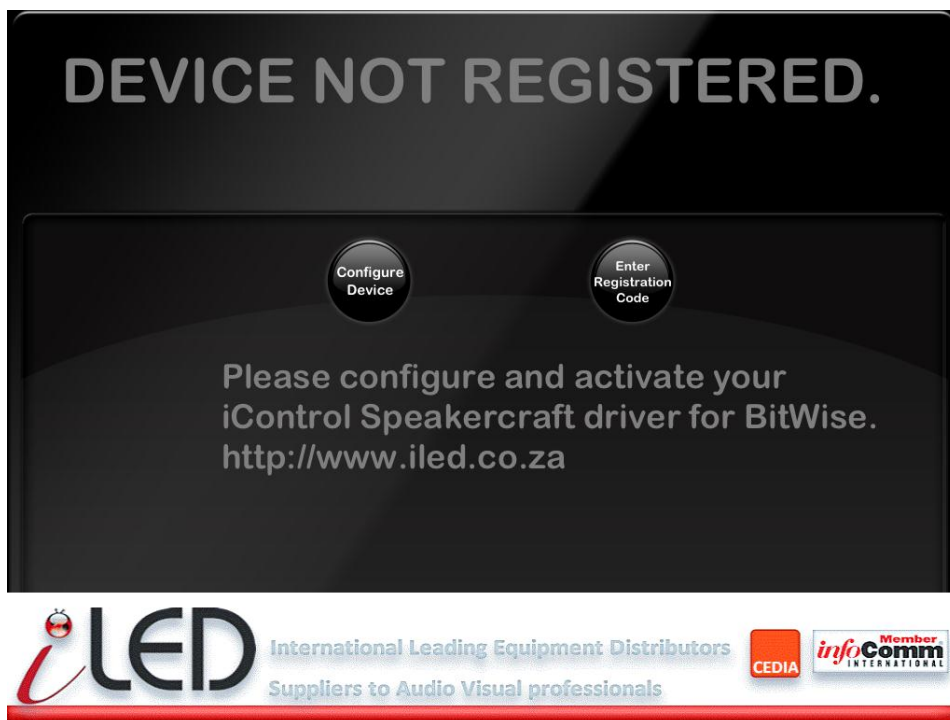 DEVICE NOT REGISTERED.
Configure
Device
Enter
Registration
Code
Please configure and activate your
iControl Speakercraft driver for BitWise.
http://www.iled.co.za
iLED
International Leading Equipment Distributors
Suppliers to Audio Visual professionals
CEDIA
Member
infoComm
INTERNATIONAL